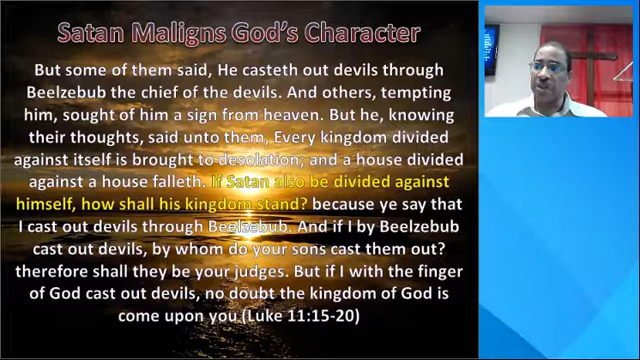 Satan Maligns God's Character
But some of them said, He casteth out devils through
Beelzebub the chief of the devils. And others, tempting
him, sought of him a sign from heaven. But he, knowing
their thoughts, said unto them, Every kingdom divided
against itself is brought to desolation; and a house divided
against a house falleth. If Satan also be divided against
himself, how shall his kingdom stand? because ye say that
I cast out devils through Beelzebub. And if I by Beelzebub
cast out devils, by whom do your sons cast them out?
therefore shall they be your judges. But if I with the finger
of God cast out devils, no doubt the kingdom of God is
come upon you (Luke 11:15-20)